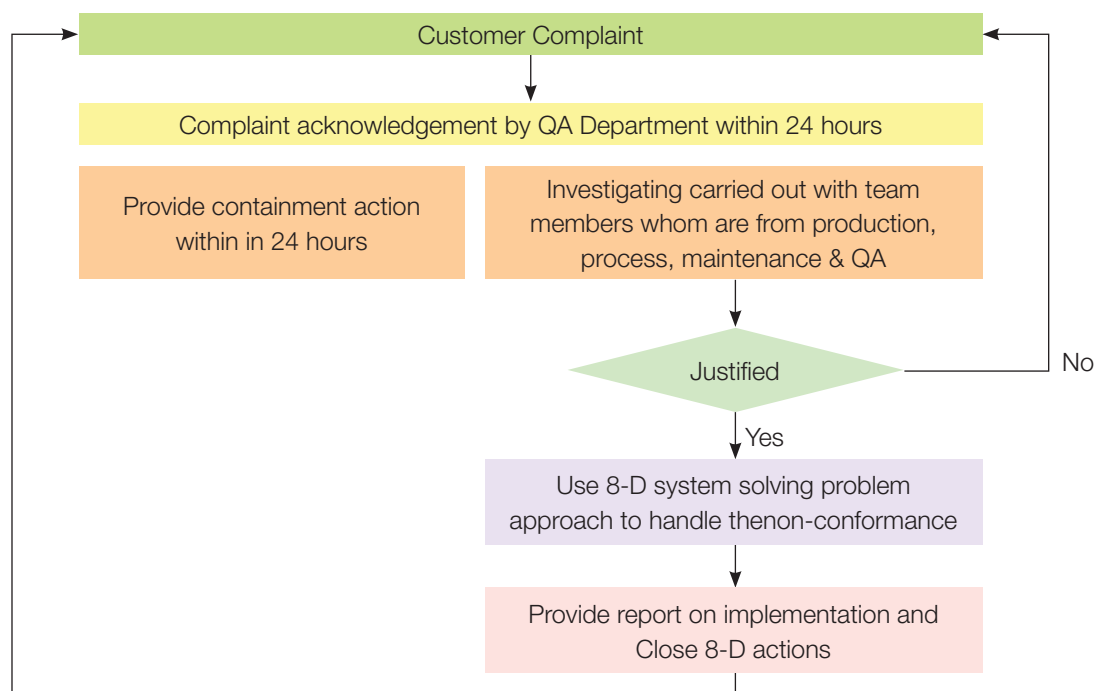 Customer Complaint
Complaint acknowledgement by QA Department within 24 hours
Provide containment action
within in 24 hours
Investigating carried out with team
members whom are from production,
process, maintenance & QA
Justified
No
Yes
Use 8-D system solving problem
approach to handle thenon-conformance
Provide report on implementation and
Close 8-D actions